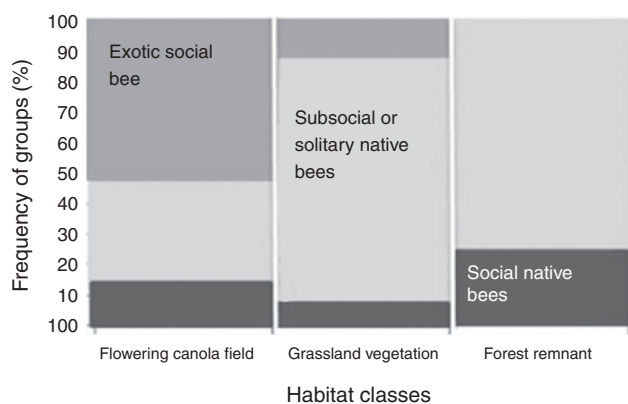 100
90
80
70
60
50
40
30
20
10
100
Frequency of groups (%)
Exotic social
bee
Subsocial or
solitary native
bees
Social native
bees
Flowering canola field
Grassland vegetation
Forest remnant
Habitat classes